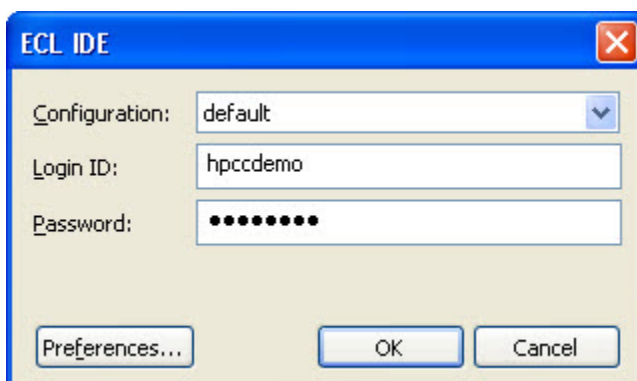 ECL IDE
Configuration: default
Login ID: hpccdemo
Password: ●●●●●●●●
Preferences... OK Cancel